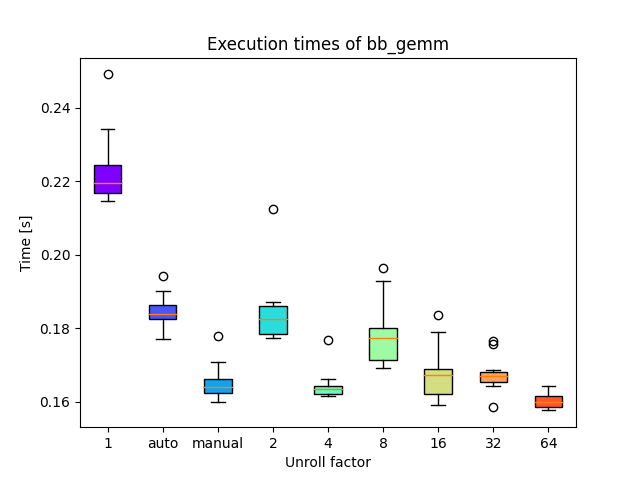 Execution times of bb_gemm
Time [s]
0.24
0.22
0.20
0.18
0.16
1 auto manual 2 4 8 16 32 64
Unroll factor